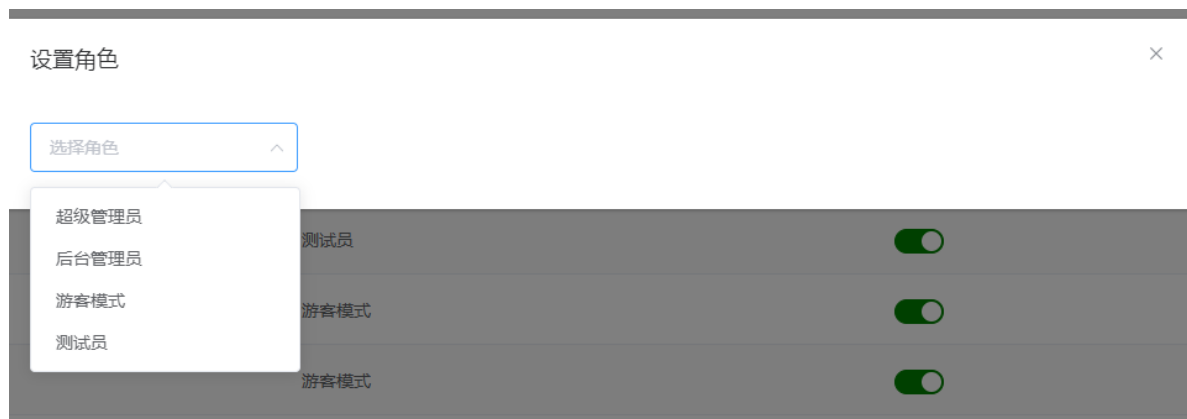 设置角色
选择角色
超级管理员
后台管理员
游客模式
测试员
测试员
游客模式
游客模式